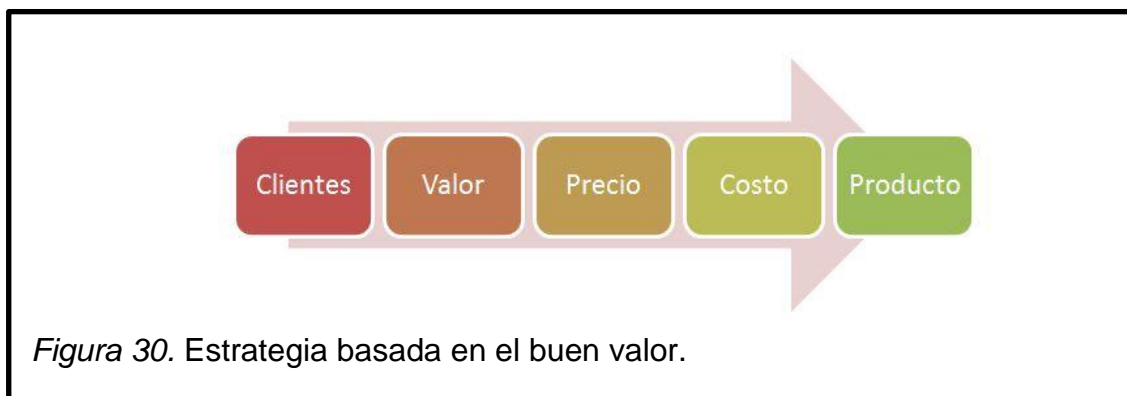 Clientes Valor Precio Costo Producto
Figura 30. Estrategia basada en el buen valor.